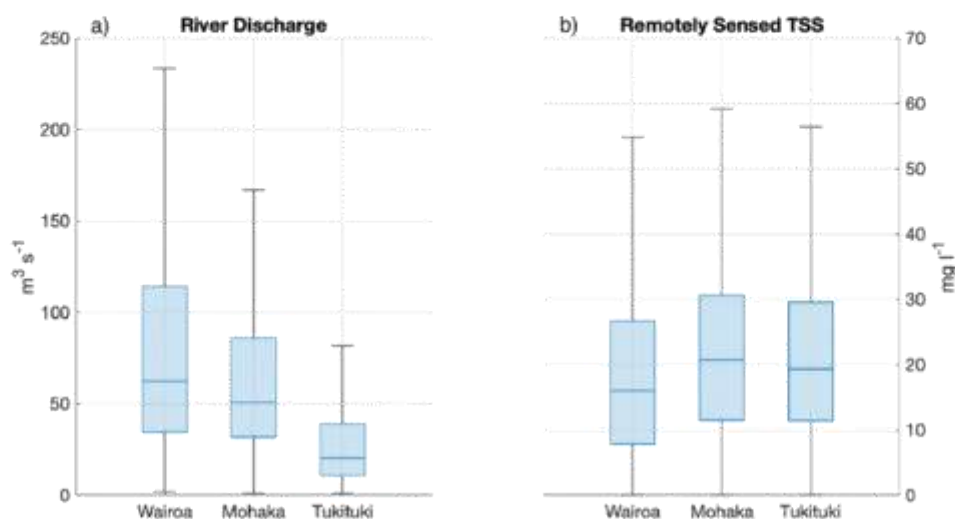 a) River Discharge
250
200
150
100
50
0
m³ s⁻¹
Wairoa Mohaka Tukituki
b) Remotely Sensed TSS
70
60
50
40
30
20
10
0
mg l⁻¹
Wairoa Mohaka Tukituki